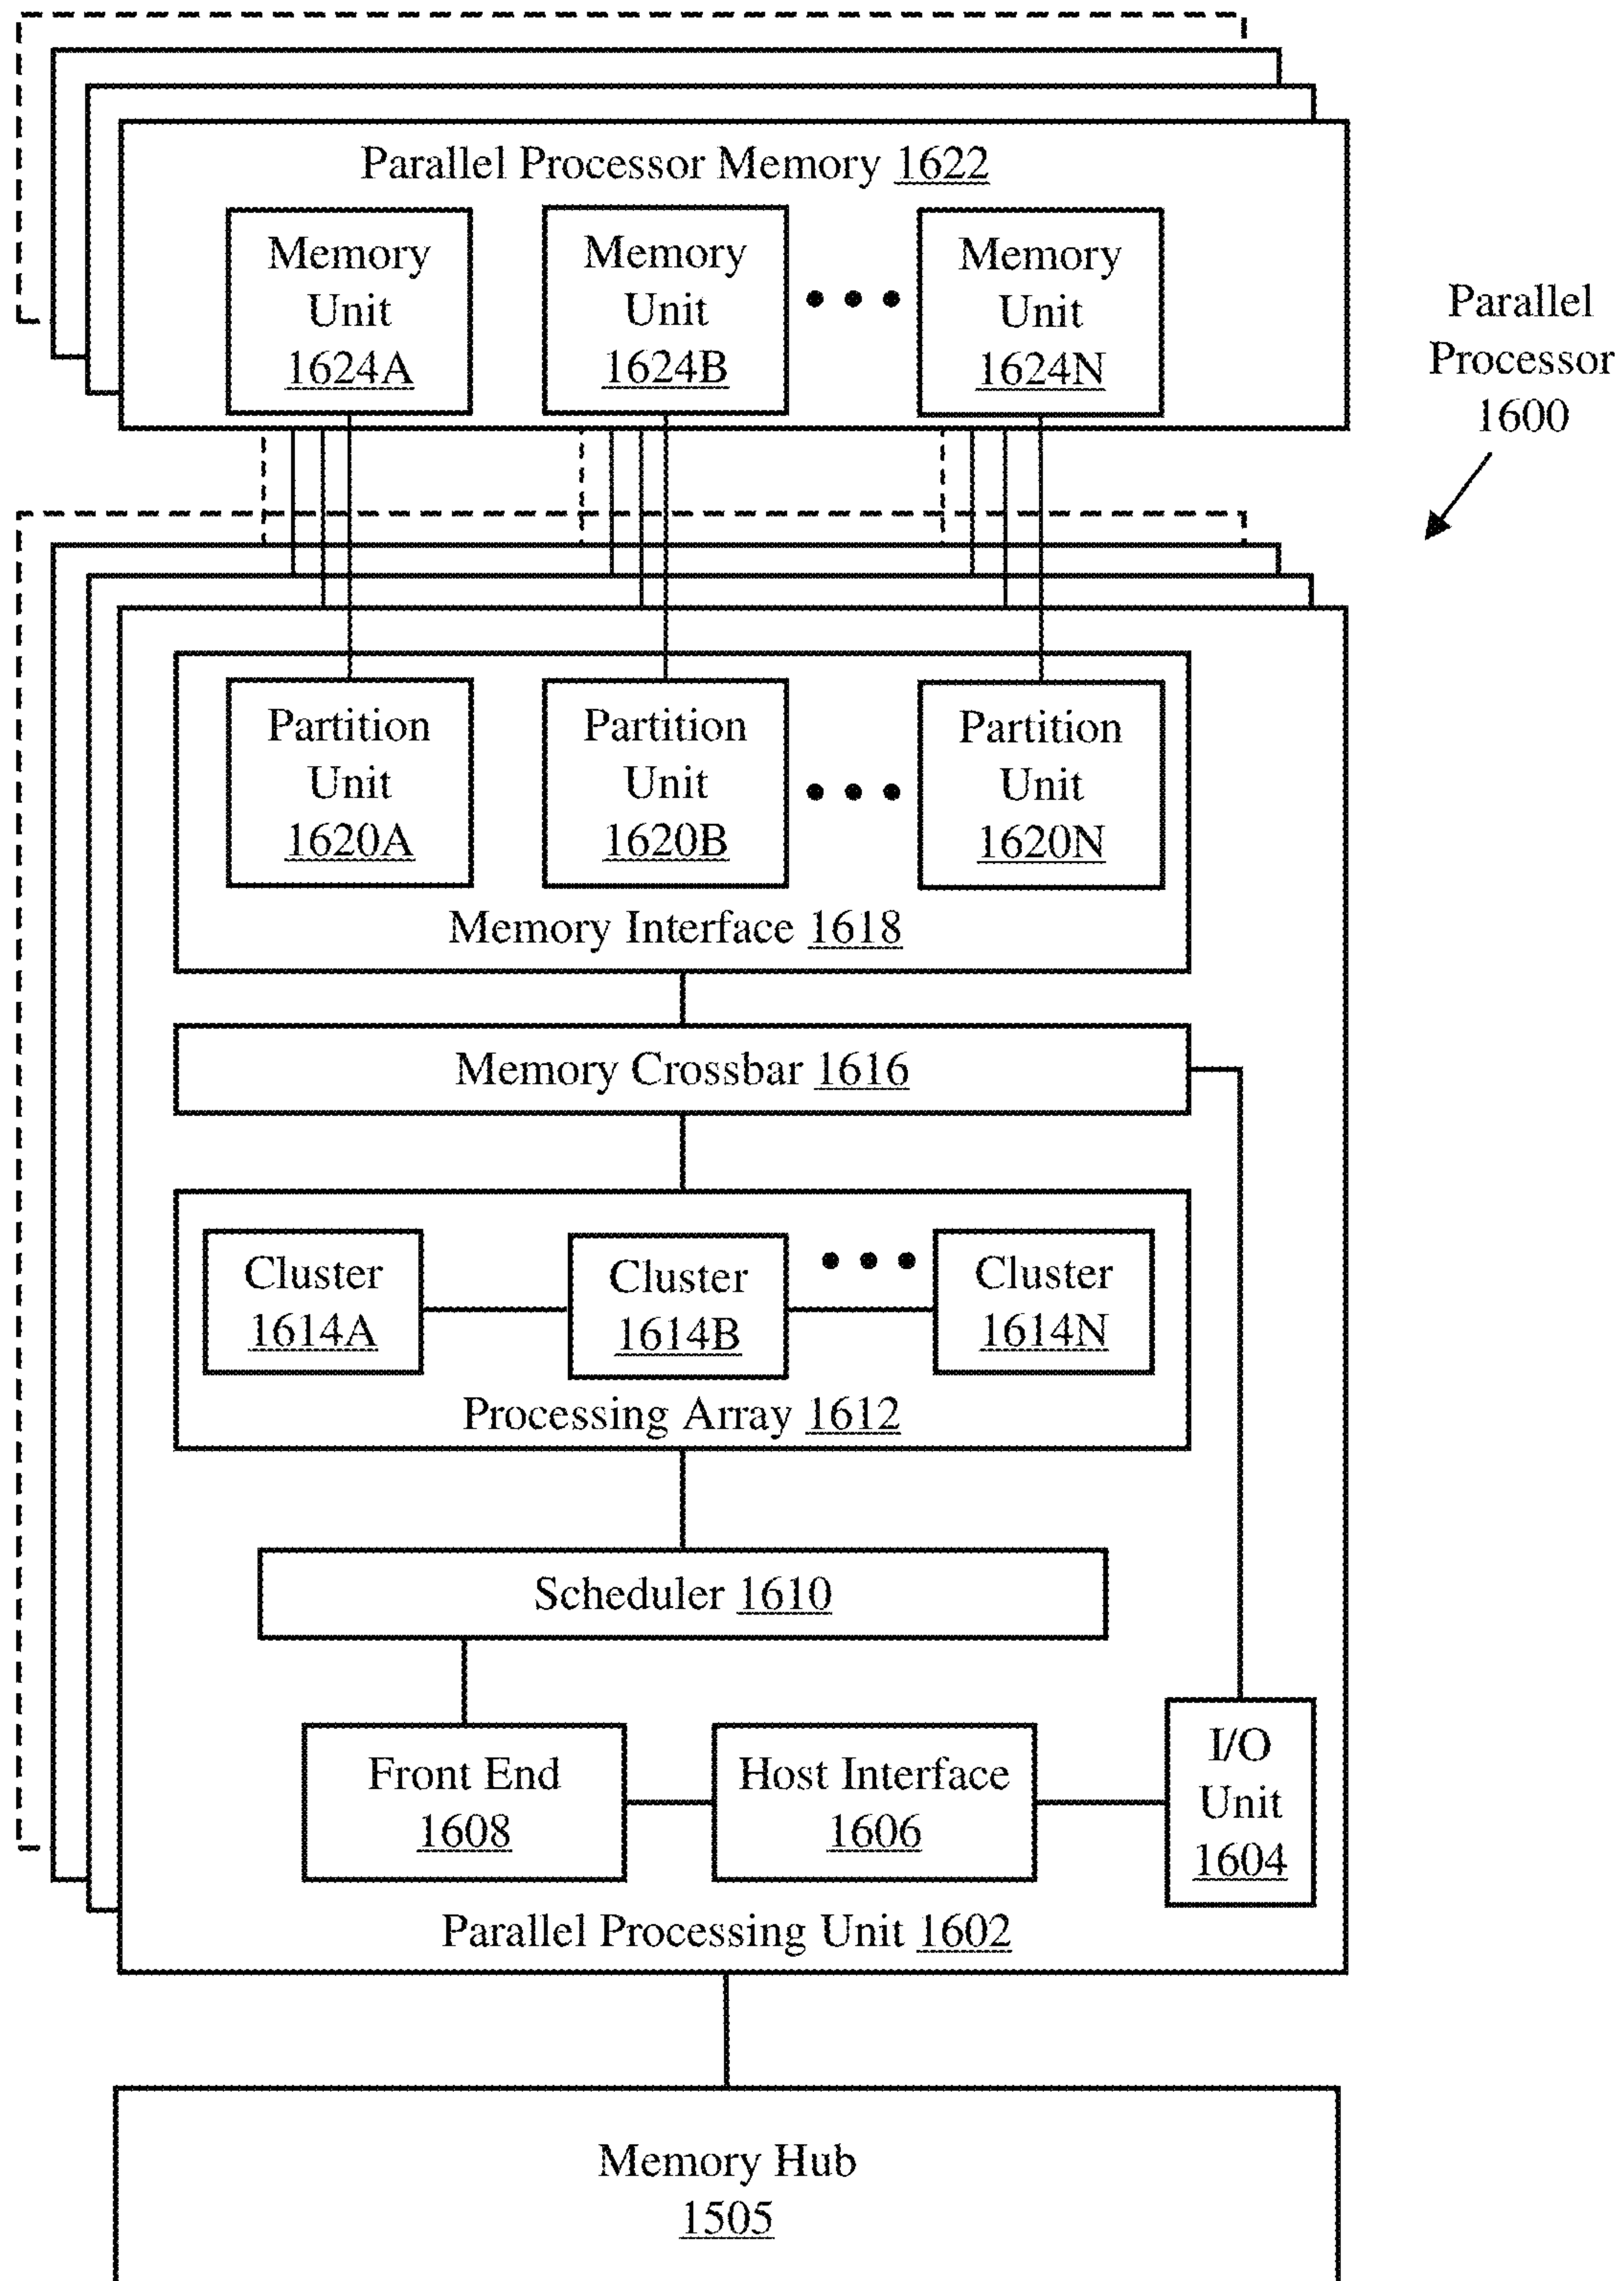 Parallel Processor Memory 1622
Memory
Unit
1624A
Memory
Unit
1624B
Memory
Unit
1624N
Parallel
Processor
1600
Partition
Unit
1620A
Partition
Unit
1620B
Partition
Unit
1620N
Memory Interface 1618
Memory Crossbar 1616
Cluster
1614A
Cluster
1614B
Cluster
1614N
Processing Array 1612
Scheduler 1610
Front End
1608
Host Interface
1606
I/O
Unit
1604
Parallel Processing Unit 1602
Memory Hub
1505